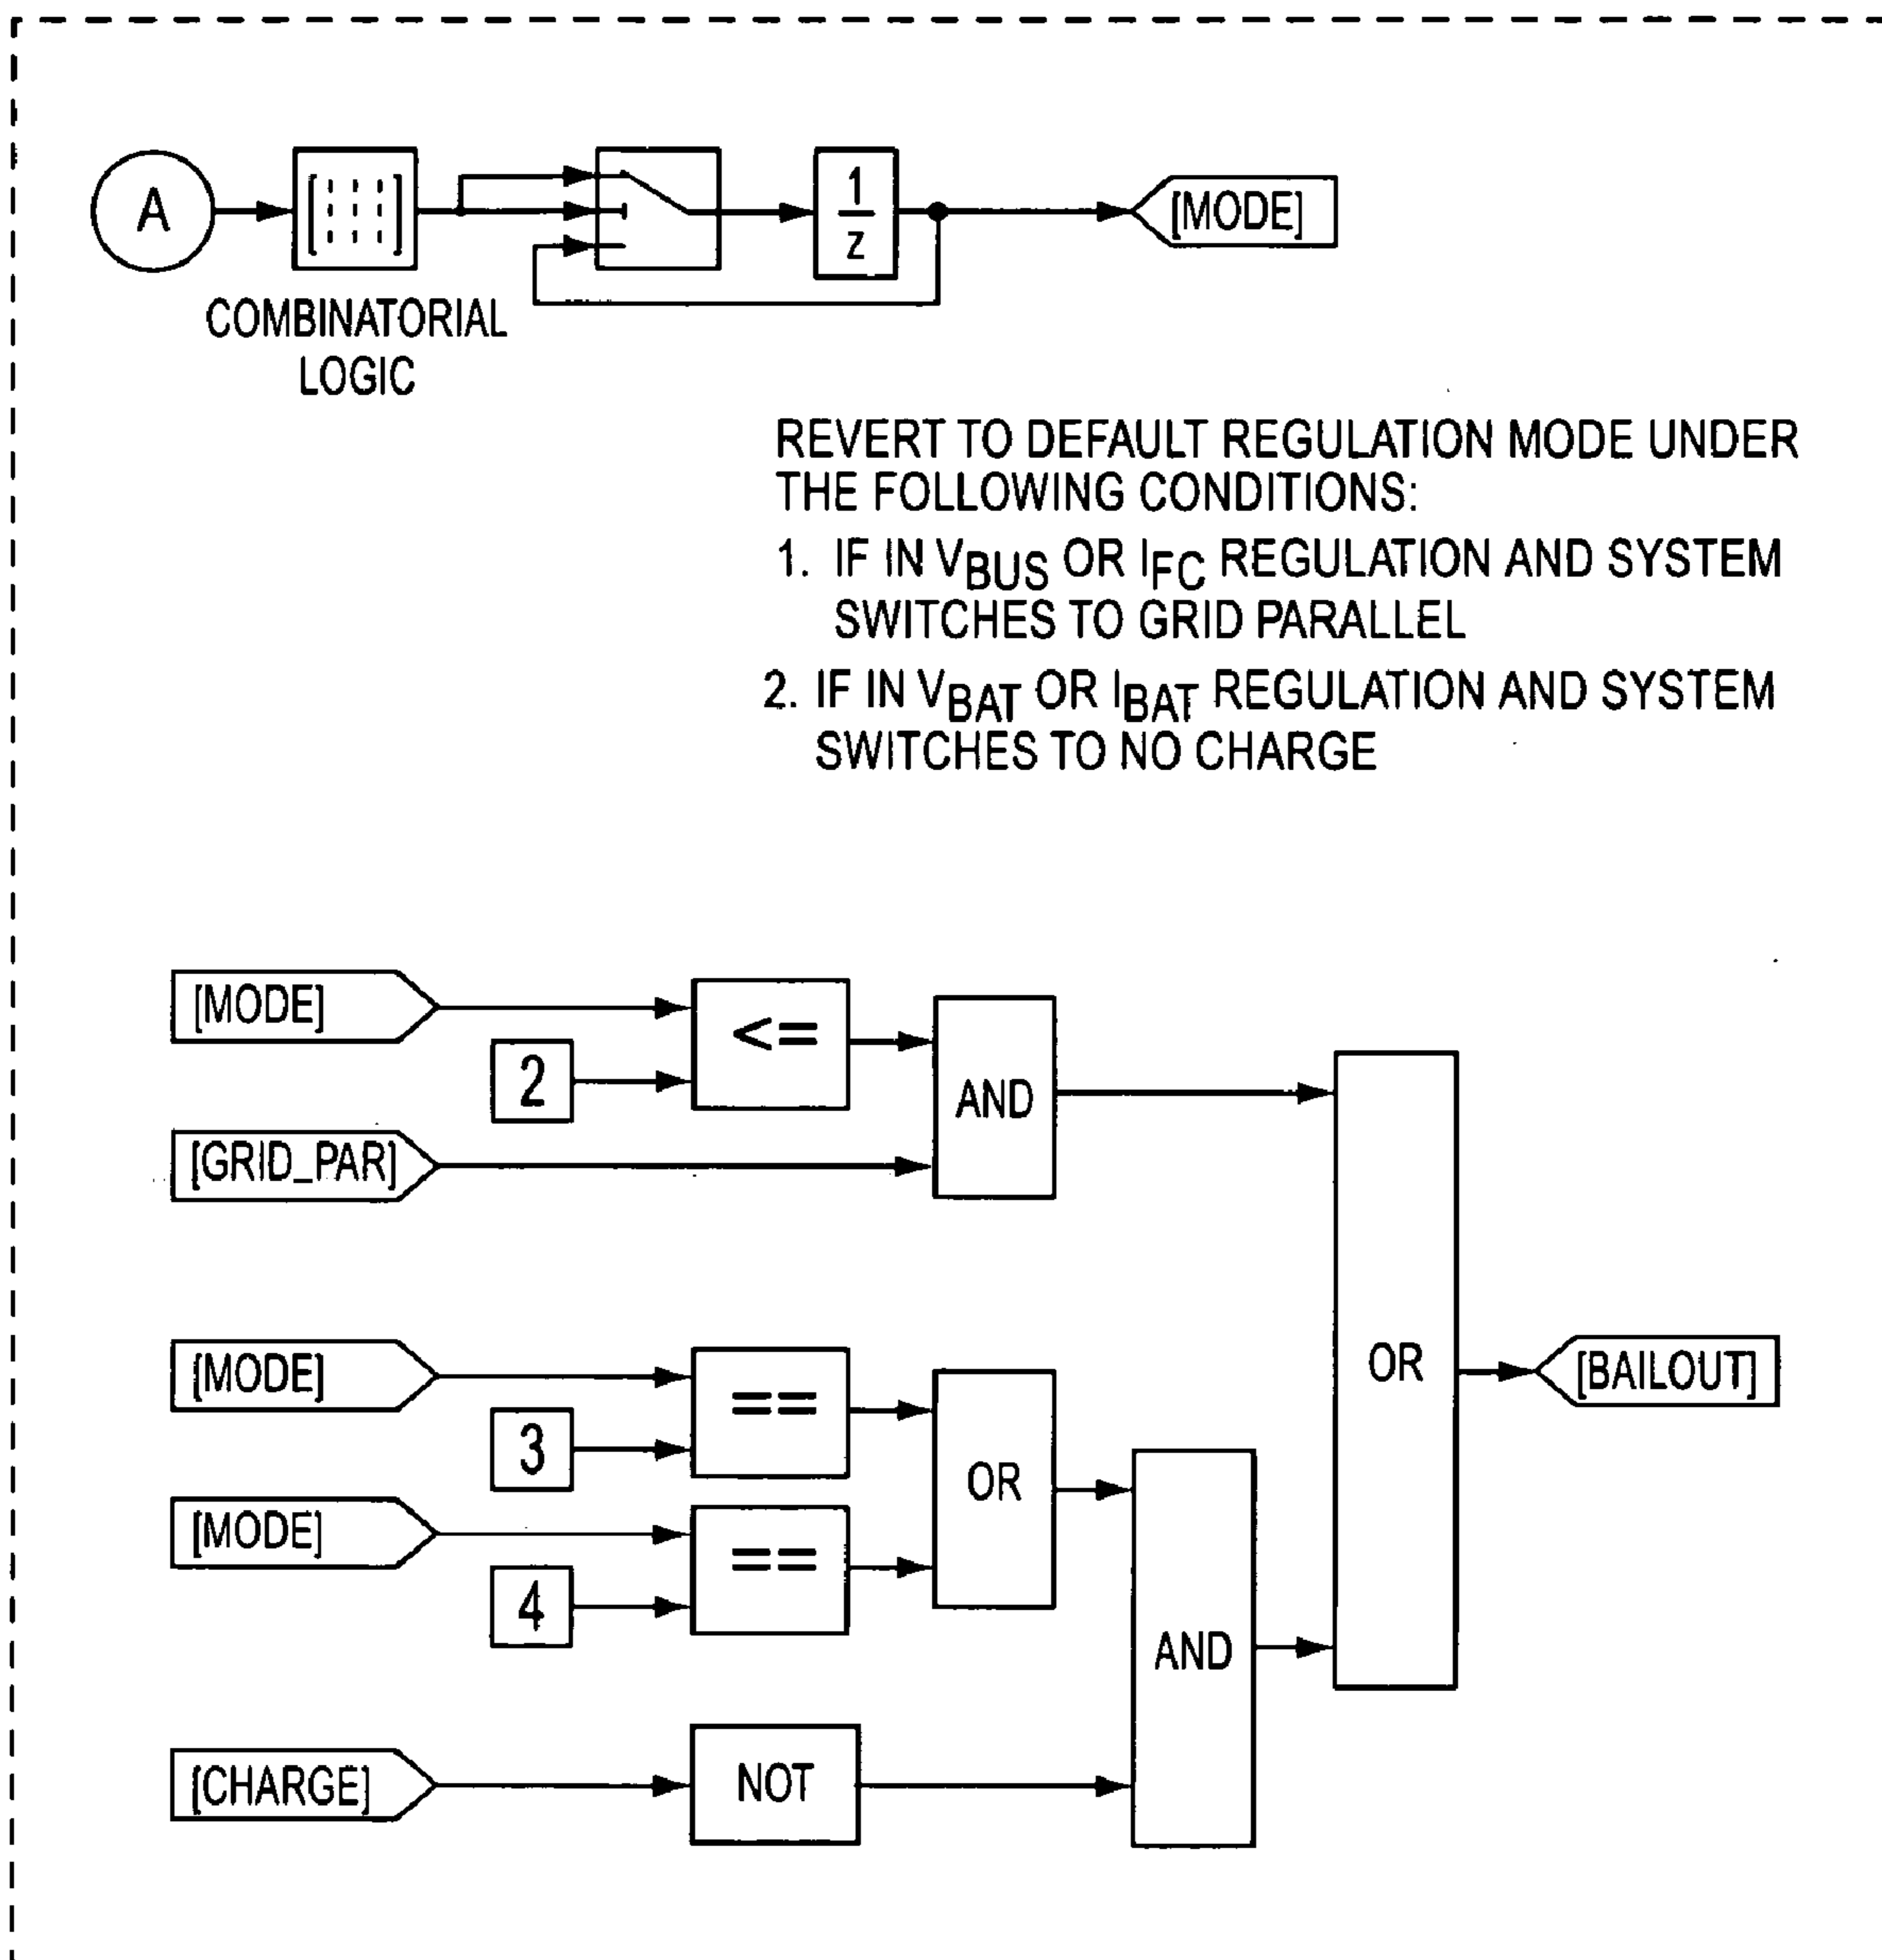 A
1
z
[MODE]
COMBINATORIAL
LOGIC
REVERT TO DEFAULT REGULATION MODE UNDER
THE FOLLOWING CONDITIONS:
1. IF IN VBUS OR IFC REGULATION AND SYSTEM
SWITCHES TO GRID PARALLEL
2. IF IN VBAT OR IBAT REGULATION AND SYSTEM
SWITCHES TO NO CHARGE
[MODE]
<=
2
AND
[GRID_PAR]
[MODE]
==
3
OR
OR
[BAILOUT]
[MODE]
==
4
AND
[CHARGE]
NOT